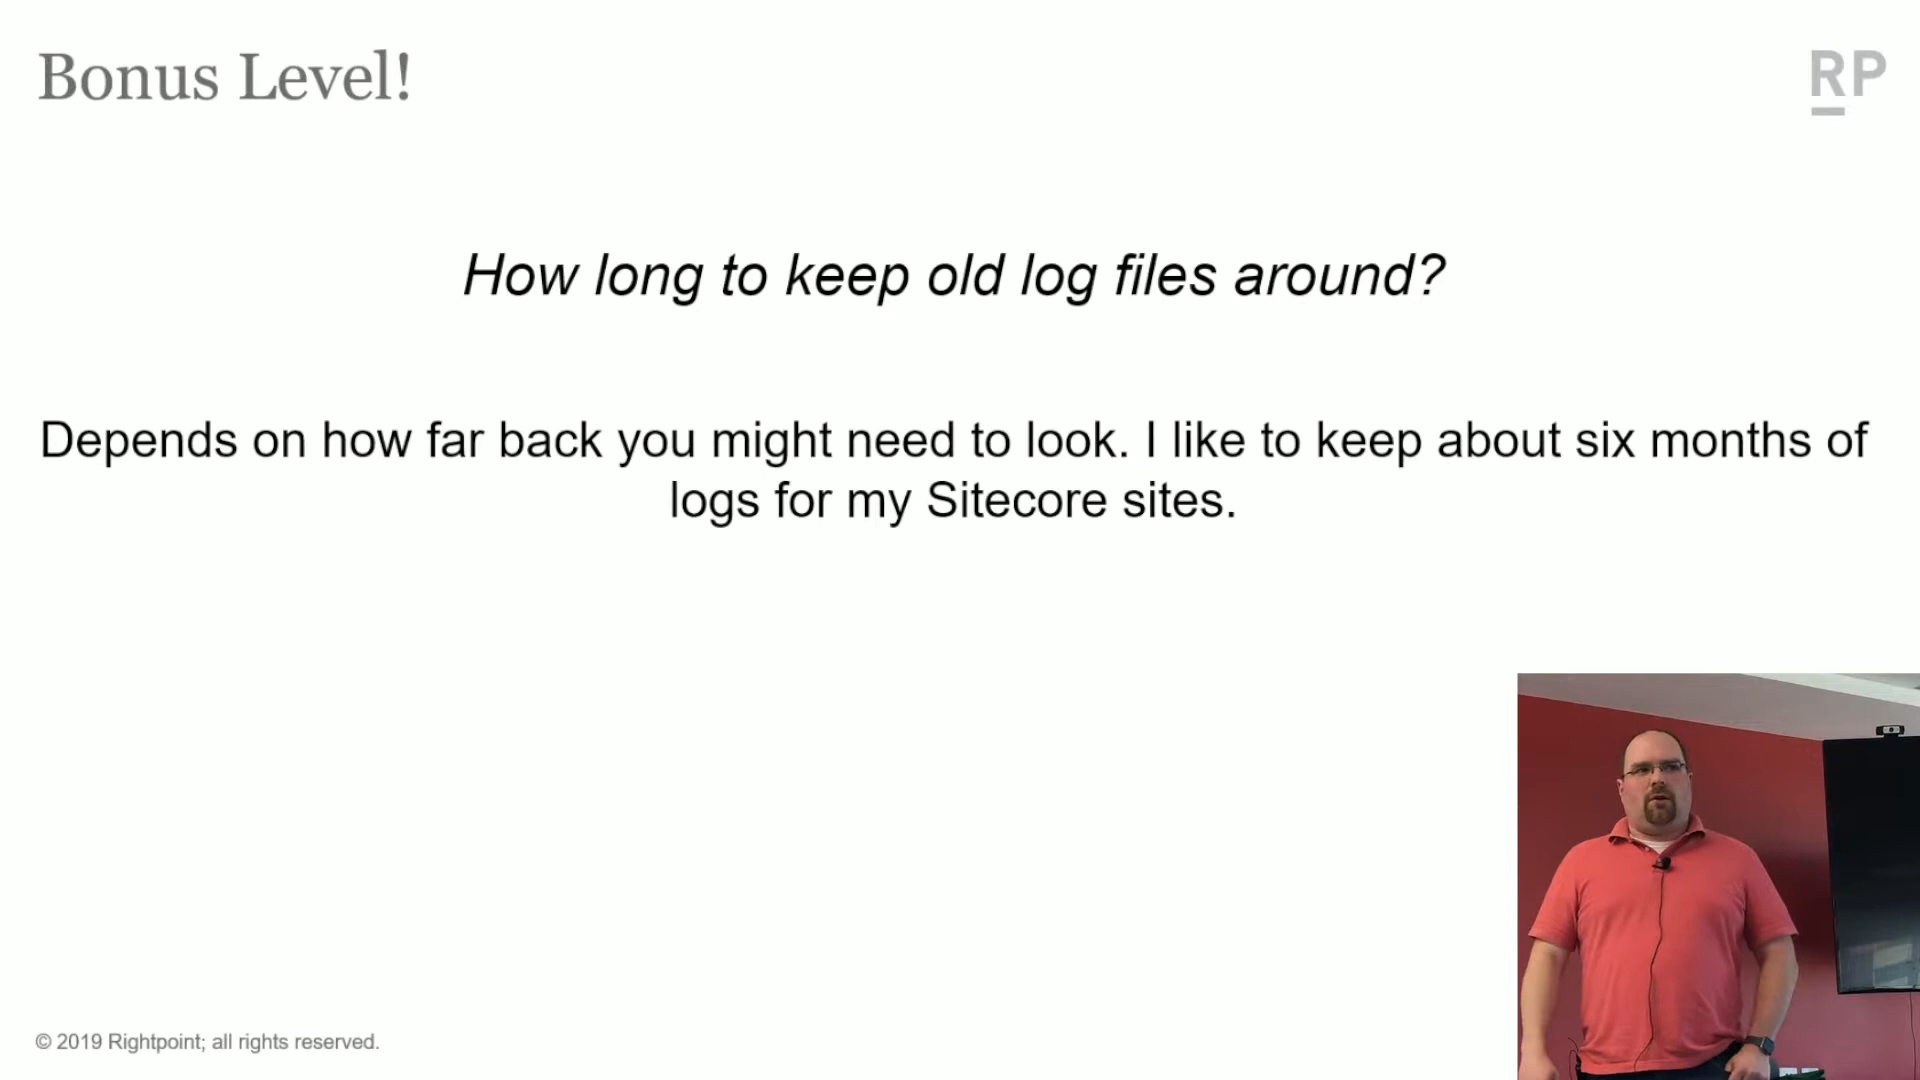 Bonus Level!
RP
How long to keep old log files around?
Depends on how far back you might need to look. I like to keep about six months of
logs for my Sitecore sites.
© 2019 Rightpoint; all rights reserved.